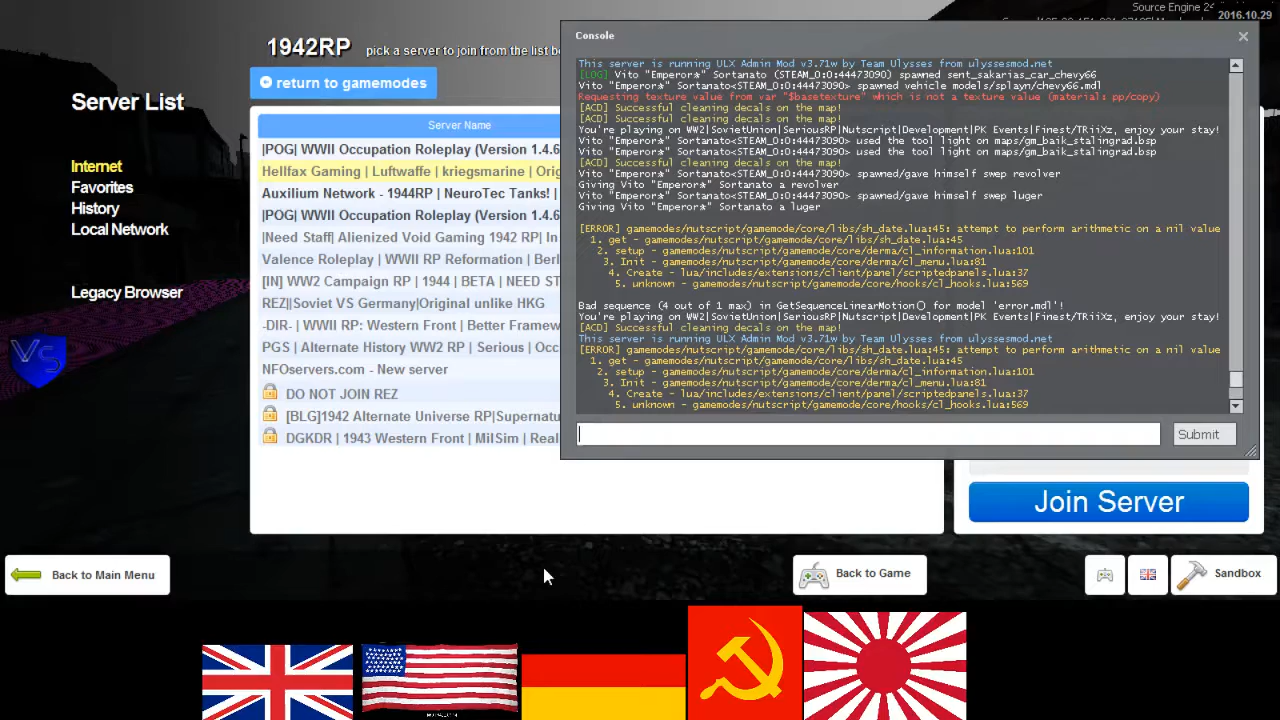 Source Engine 24
2016.10.29
1942RP pick a server to join from the list be
return to gamemodes
Server List
Internet
Favorites
History
Local Network
Legacy Browser
Server Name
|POG| WWII Occupation Roleplay (Version 1.4.6
Hellfax Gaming | Luftwaffe | kriegsmarine | Orig
Auxilium Network - 1944RP | NeuroTec Tanks! |
|POG| WWII Occupation Roleplay (Version 1.4.6
|Need Staff| Alienized Void Gaming 1942 RP| In
Valence Roleplay | WWII RP Reformation | Berl
[IN] WW2 Campaign RP | 1944 | BETA | NEED ST
REZ||Soviet VS Germany|Original unlike HKG
-DIR- | WWII RP: Western Front | Better Framew
PGS | Alternate History WW2 RP | Serious | Occ
NFOservers.com - New server
DO NOT JOIN REZ
[BLG]1942 Alternate Universe RP|Supernatu
DGKDR | 1943 Western Front | MilSim | Real
Console
This server is running ULX Admin Mod v3.71w by Team Ulysses from ulyssesmod.net
[LOG] Vito "Emperor*" Sortanato (STEAM_0:0:44473090) spawned sent_sakarias_car_chevy66
Vito "Emperor*" Sortanato<STEAM_0:0:44473090> spawned vehicle models/splayn/chevy66.mdl
Requesting texture value from var "$basetexture" which is not a texture value (material: pp/copy)
[ACD] Successful cleaning decals on the map!
[ACD] Successful cleaning decals on the map!
You're playing on WW2|SovietUnion|SeriousRP|Nutscript|Development|PK Events|Finest/TRiiXz, enjoy your stay!
Vito "Emperor*" Sortanato<STEAM_0:0:44473090> used the tool light on maps/gm_baik_stalingrad.bsp
Vito "Emperor*" Sortanato<STEAM_0:0:44473090> used the tool light on maps/gm_baik_stalingrad.bsp
[ACD] Successful cleaning decals on the map!
Vito "Emperor*" Sortanato<STEAM_0:0:44473090> spawned/gave himself swep revolver
Giving Vito "Emperor*" Sortanato a revolver
Vito "Emperor*" Sortanato<STEAM_0:0:44473090> spawned/gave himself swep luger
Giving Vito "Emperor*" Sortanato a luger
[ERROR] gamemodes/nutscript/gamemode/core/libs/sh_date.lua:45: attempt to perform arithmetic on a nil value
1. get - gamemodes/nutscript/gamemode/core/libs/sh_date.lua:45
2. setup - gamemodes/nutscript/gamemode/core/derma/cl_information.lua:101
3. Init - gamemodes/nutscript/gamemode/core/derma/cl_menu.lua:81
4. Create - lua/includes/extensions/client/panel/scriptedpanels.lua:37
5. unknown - gamemodes/nutscript/gamemode/core/hooks/cl_hooks.lua:569
Bad sequence (4 out of 1 max) in GetSequenceLinearMotion() for model 'error.mdl'!
You're playing on WW2|SovietUnion|SeriousRP|Nutscript|Development|PK Events|Finest/TRiiXz, enjoy your stay!
[ACD] Successful cleaning decals on the map!
This server is running ULX Admin Mod v3.71w by Team Ulysses from ulyssesmod.net
[ERROR] gamemodes/nutscript/gamemode/core/libs/sh_date.lua:45: attempt to perform arithmetic on a nil value
1. get - gamemodes/nutscript/gamemode/core/libs/sh_date.lua:45
2. setup - gamemodes/nutscript/gamemode/core/derma/cl_information.lua:101
3. Init - gamemodes/nutscript/gamemode/core/derma/cl_menu.lua:81
4. Create - lua/includes/extensions/client/panel/scriptedpanels.lua:37
5. unknown - gamemodes/nutscript/gamemode/core/hooks/cl_hooks.lua:569
Submit
Join Server
VS
Back to Main Menu
Back to Game
Sandbox